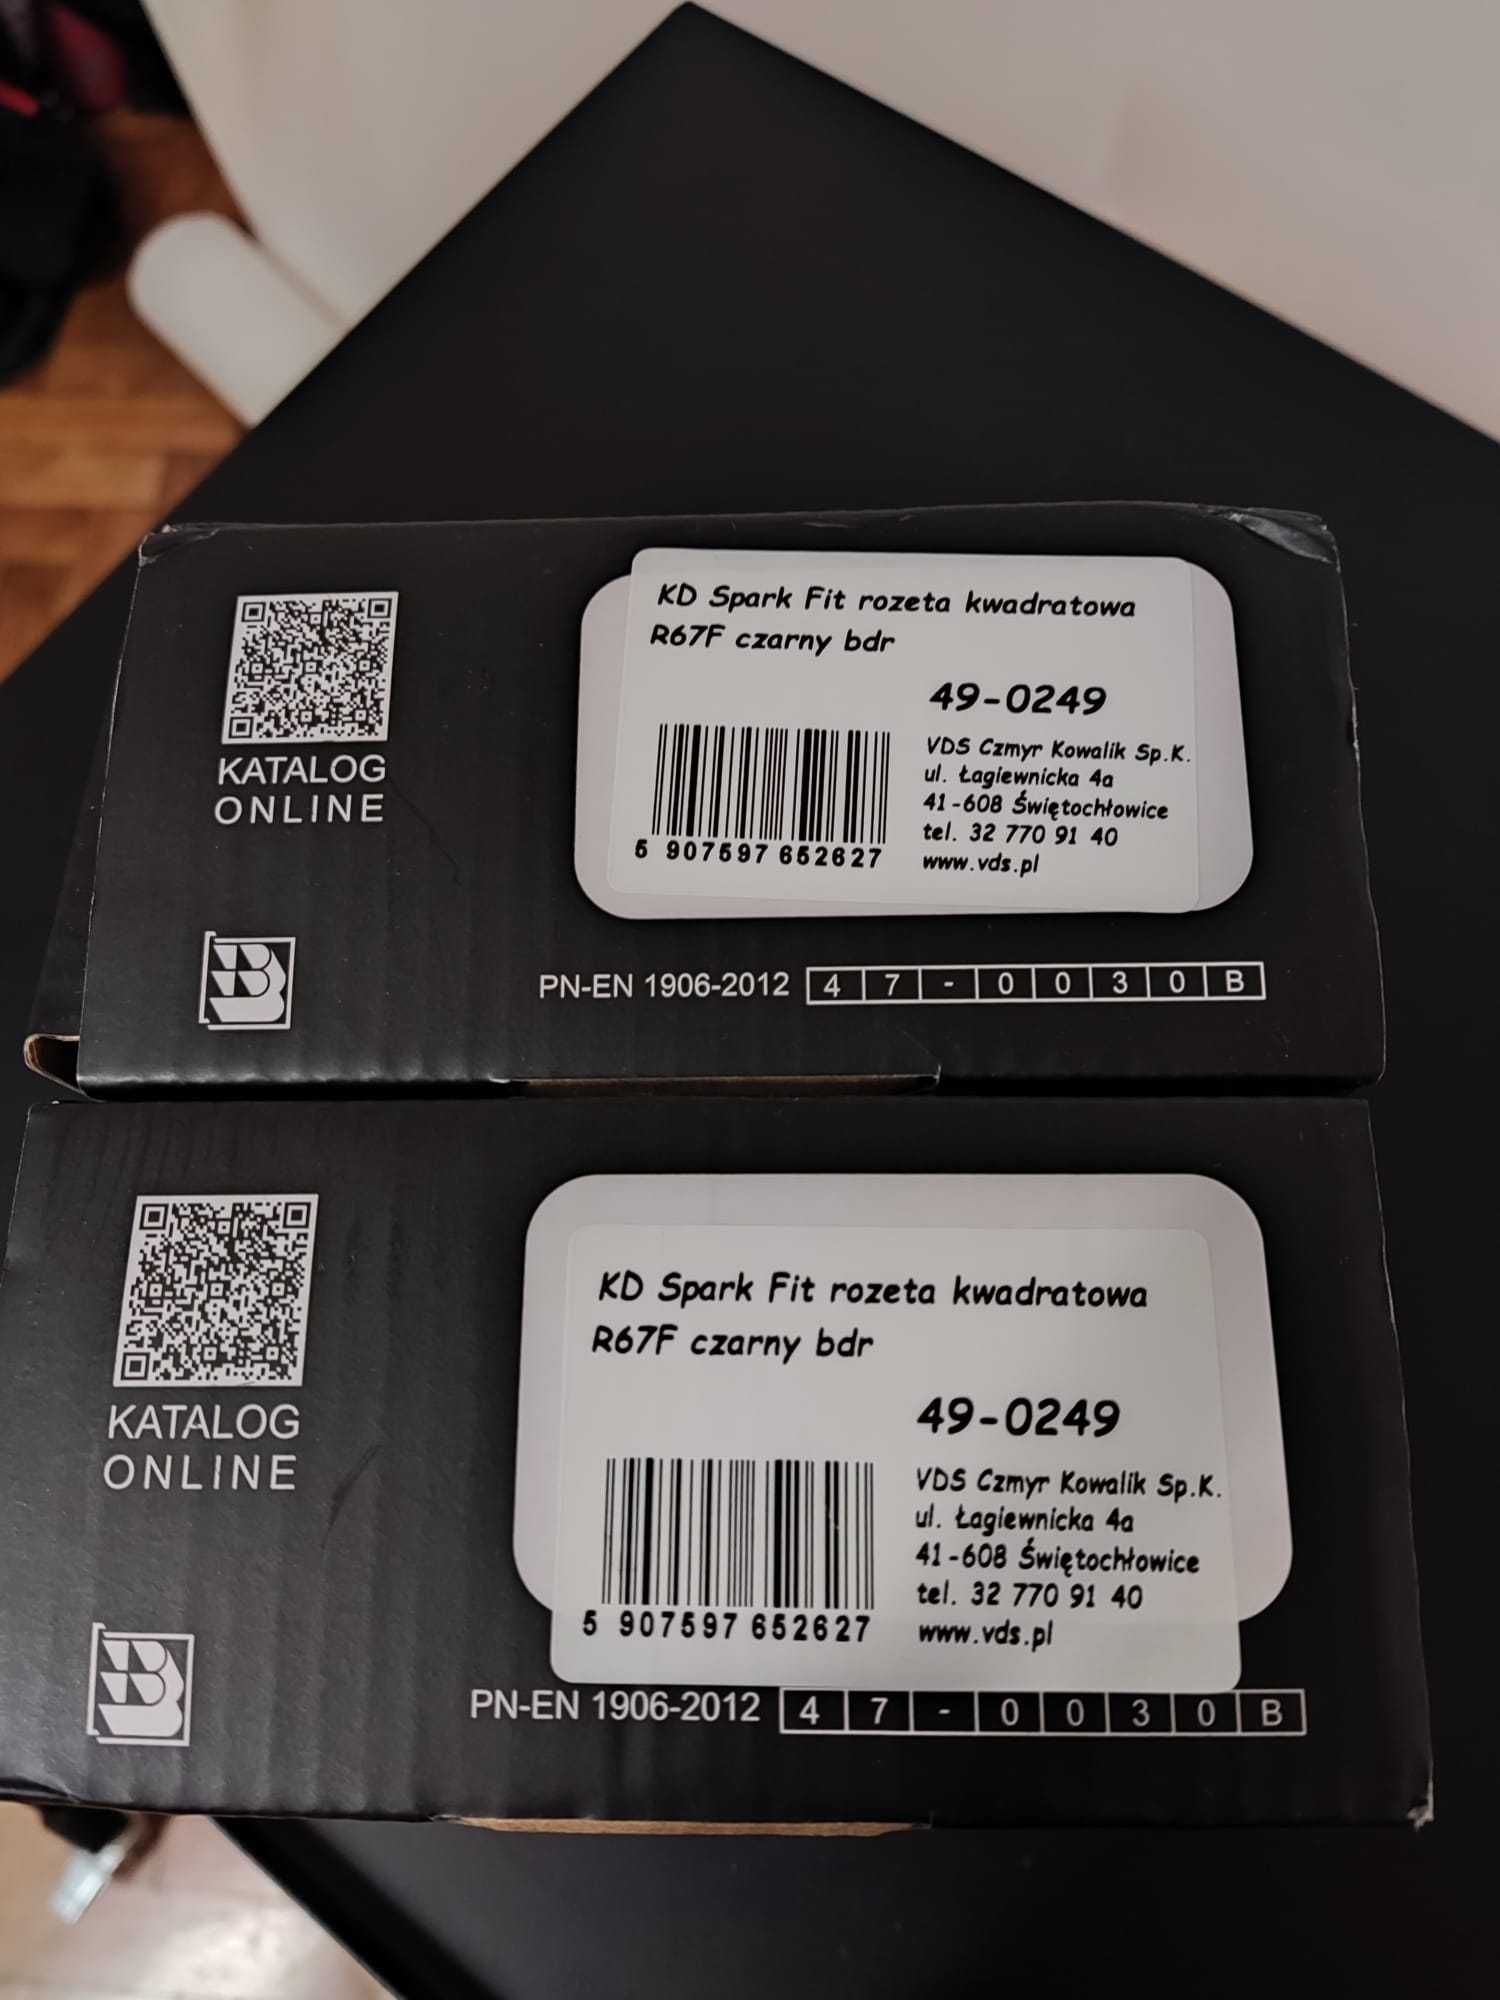 KD Spark Fit rozeta kwadratowa
R67F czarny bdr
49-0249
VDS Czmyr Kowalik Sp.K.
ul. Łagiewnicka 4a
41-608 Świętochłowice
tel. 32 770 91 40
www.vds.pl
5 907597 652627
KATALOG
ONLINE
PN-EN 1906-2012 47-0030B
KD Spark Fit rozeta kwadratowa
R67F czarny bdr
49-0249
VDS Czmyr Kowalik Sp.K.
ul. Łagiewnicka 4a
41-608 Świętochłowice
tel. 32 770 91 40
www.vds.pl
5 907597 652627
KATALOG
ONLINE
PN-EN 1906-2012 47-0030B